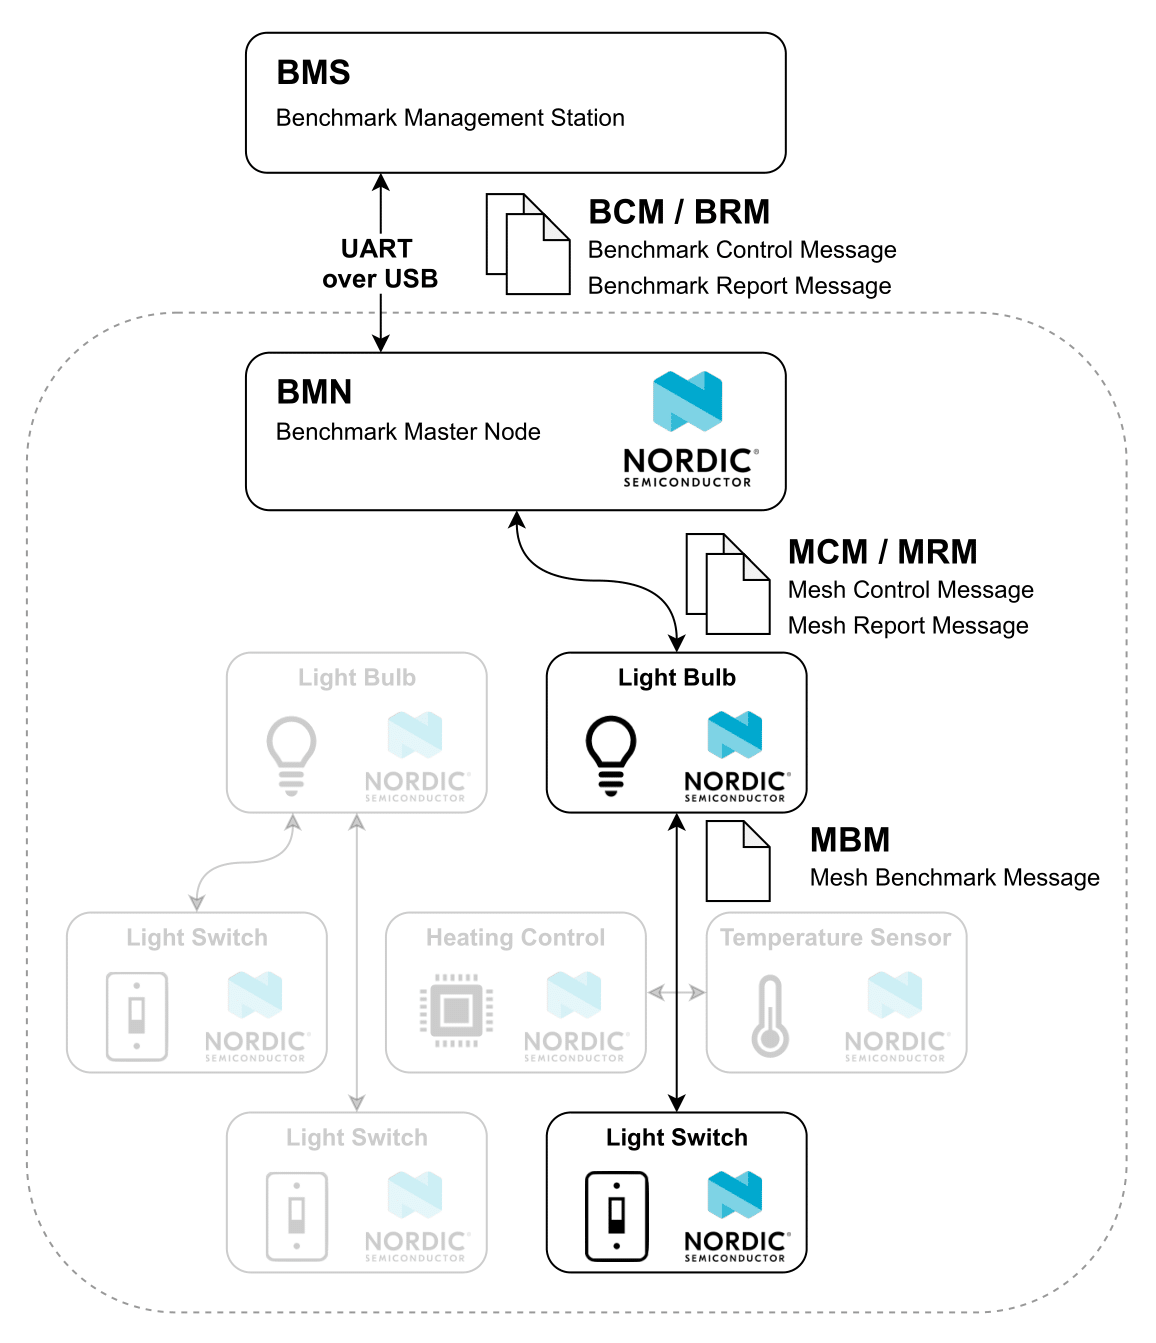 BMS
Benchmark Management Station
UART
over USB
BCM / BRM
Benchmark Control Message
Benchmark Report Message
BMN
Benchmark Master Node
NORDIC®
SEMICONDUCTOR
MCM / MRM
Mesh Control Message
Mesh Report Message
Light Bulb
NORDIC®
SEMICONDUCTOR
Light Bulb
NORDIC®
SEMICONDUCTOR
MBM
Mesh Benchmark Message
Light Switch
NORDIC®
SEMICONDUCTOR
Heating Control
NORDIC®
SEMICONDUCTOR
Temperature Sensor
NORDIC®
SEMICONDUCTOR
Light Switch
NORDIC®
SEMICONDUCTOR
Light Switch
NORDIC®
SEMICONDUCTOR